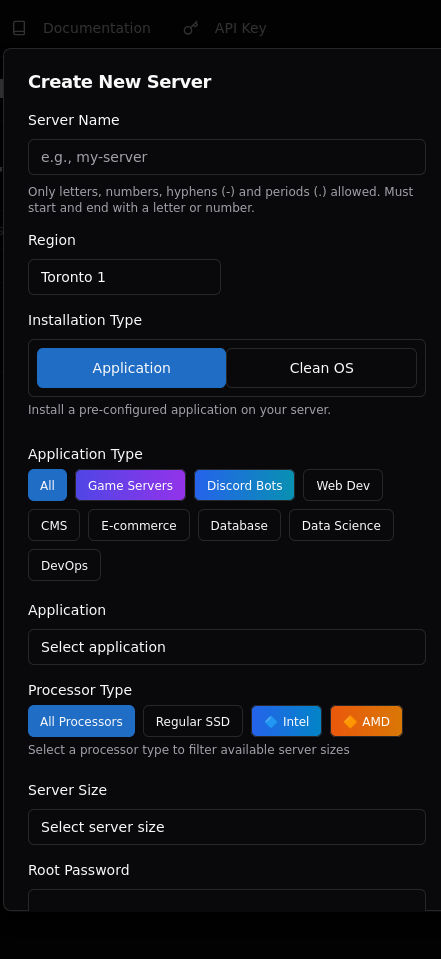 Documentation API Key
Create New Server
Server Name
e.g., my-server
Only letters, numbers, hyphens (-) and periods (.) allowed. Must
start and end with a letter or number.
Region
Toronto 1
Installation Type
Application Clean OS
Install a pre-configured application on your server.
Application Type
All Game Servers Discord Bots Web Dev
CMS E-commerce Database Data Science
DevOps
Application
Select application
Processor Type
All Processors Regular SSD 🔷 Intel 🔶 AMD
Select a processor type to filter available server sizes
Server Size
Select server size
Root Password